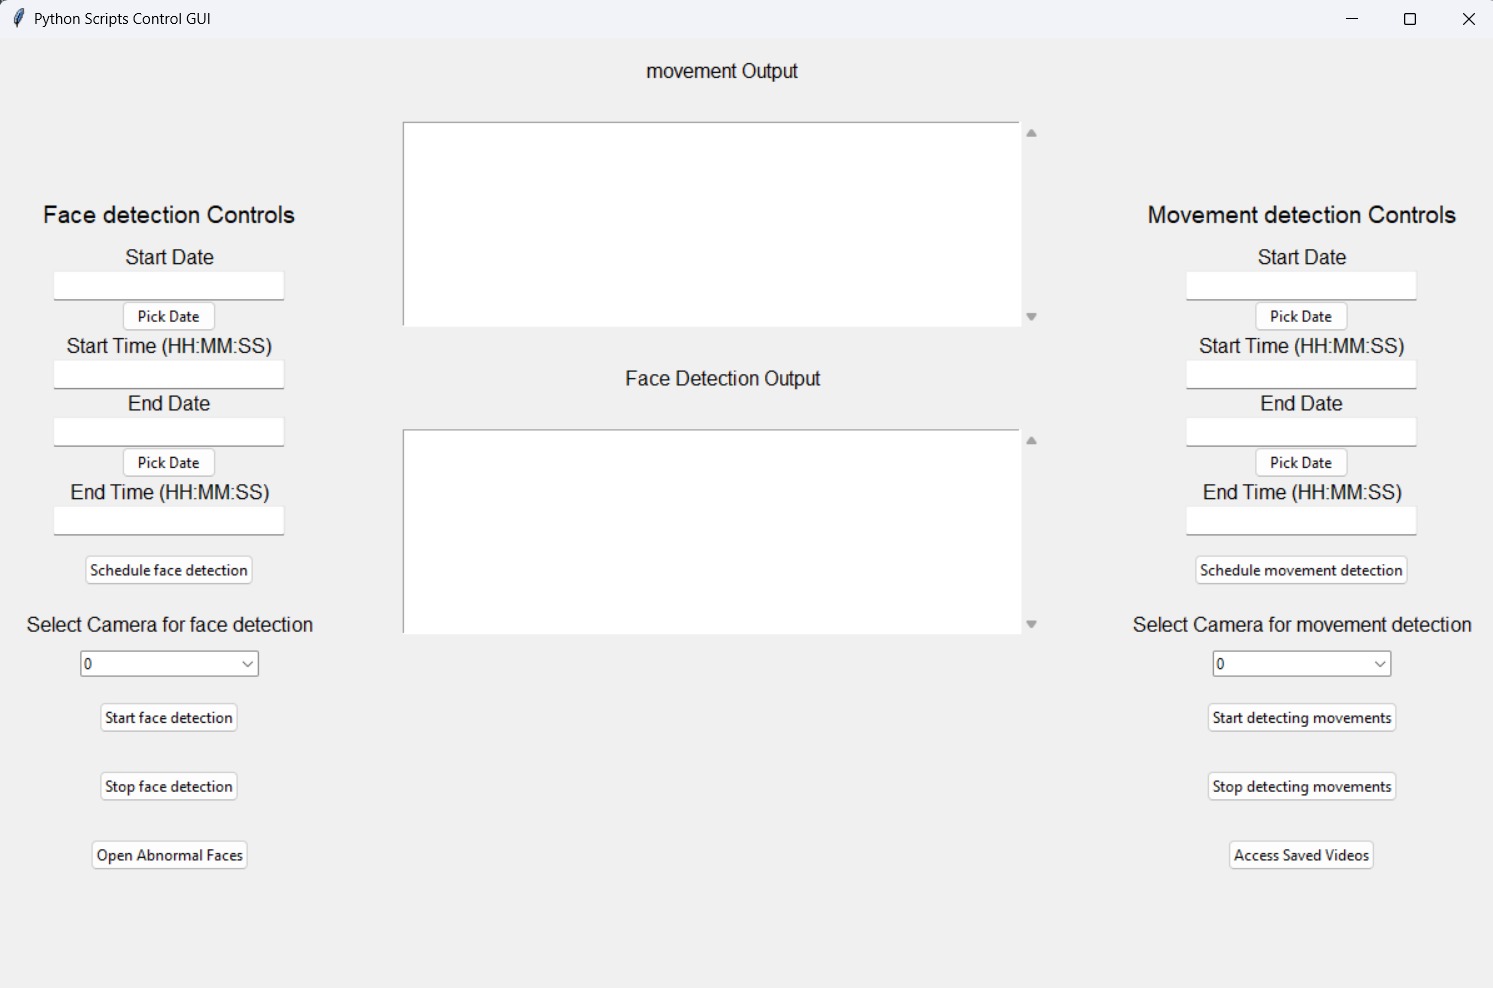 Python Scripts Control GUI
movement Output
Face detection Controls
Start Date
Pick Date
Start Time (HH:MM:SS)
End Date
Pick Date
End Time (HH:MM:SS)
Schedule face detection
Select Camera for face detection
0
Start face detection
Stop face detection
Open Abnormal Faces
Face Detection Output
Movement detection Controls
Start Date
Pick Date
Start Time (HH:MM:SS)
End Date
Pick Date
End Time (HH:MM:SS)
Schedule movement detection
Select Camera for movement detection
0
Start detecting movements
Stop detecting movements
Access Saved Videos